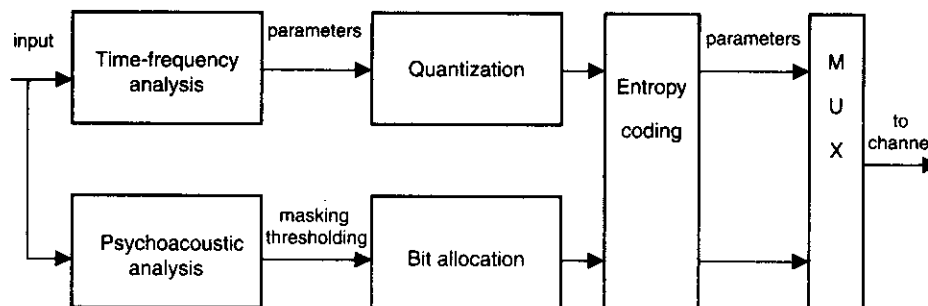 input
Time-frequency
analysis
parameters
Quantization
Entropy
coding
parameters
M
U
X
to
channel
Psychoacoustic
analysis
masking
thresholding
Bit allocation